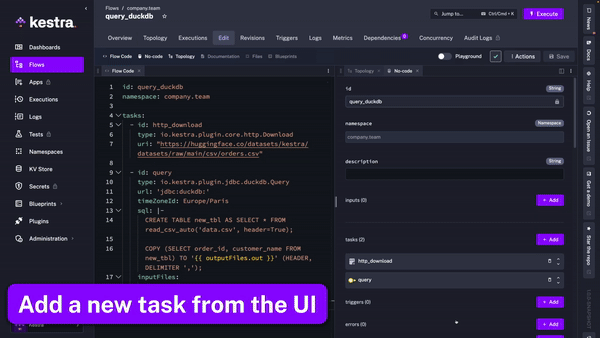 kestra
Flows / company.team
query_duckdb
Jump to...
Ctrl/Cmd + K
Execute
Overview
Topology
Executions
Edit
Revisions
Triggers
Logs
Metrics
Dependencies 0
Concurrency
Audit Logs
Flow Code
No-code
Topology
Documentation
Files
Blueprints
Playground
Actions
Save
Dashboards
Flows
Apps
Executions
Logs
Tests
Namespaces
KV Store
Secrets
Blueprints
Plugins
Administration
Kestra
Flow Code
1 id: query_duckdb
2 namespace: company.team
3
4 tasks:
5 - id: http_download
6 type: io.kestra.plugin.core.http.Download
7 uri: "https://huggingface.co/datasets/kestra/
datasets/raw/main/csv/orders.csv"
8
9 - id: query
10 type: io.kestra.plugin.jdbc.duckdb.Query
11 url: 'jdbc:duckdb:'
12 timeZoneId: Europe/Paris
13 sql: |-
14 CREATE TABLE new_tbl AS SELECT * FROM
read_csv_auto('data.csv', header=True);
15
16 COPY (SELECT order_id, customer_name FROM
new_tbl) TO '{{ outputFiles.out }}' (HEADER,
DELIMITER ',');
17 inputFiles:
Topology
No-code
id
String
query_duckdb
namespace
Namespace
company.team
description
String
inputs (0)
+ Add
tasks (2)
+ Add
http_download
query
triggers (0)
+ Add
errors (0)
+ Add
News
Docs
Help
Open an Issue
Get a demo
Star the repo
Add a new task from the UI